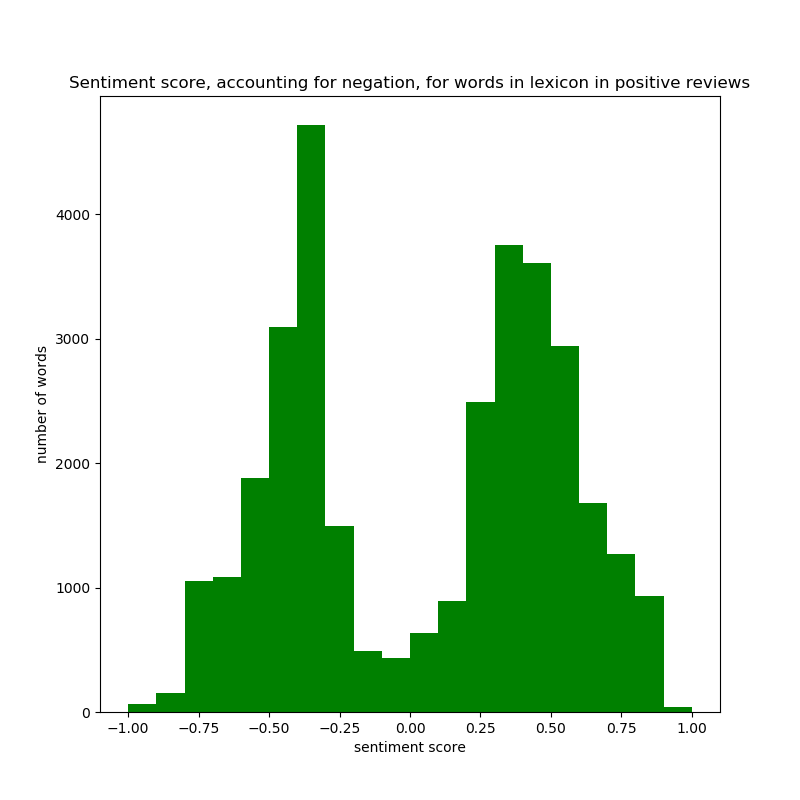 Sentiment score, accounting for negation, for words in lexicon in positive reviews
number of words
4000
3000
2000
1000
0
−1.00 −0.75 −0.50 −0.25 0.00 0.25 0.50 0.75 1.00
sentiment score